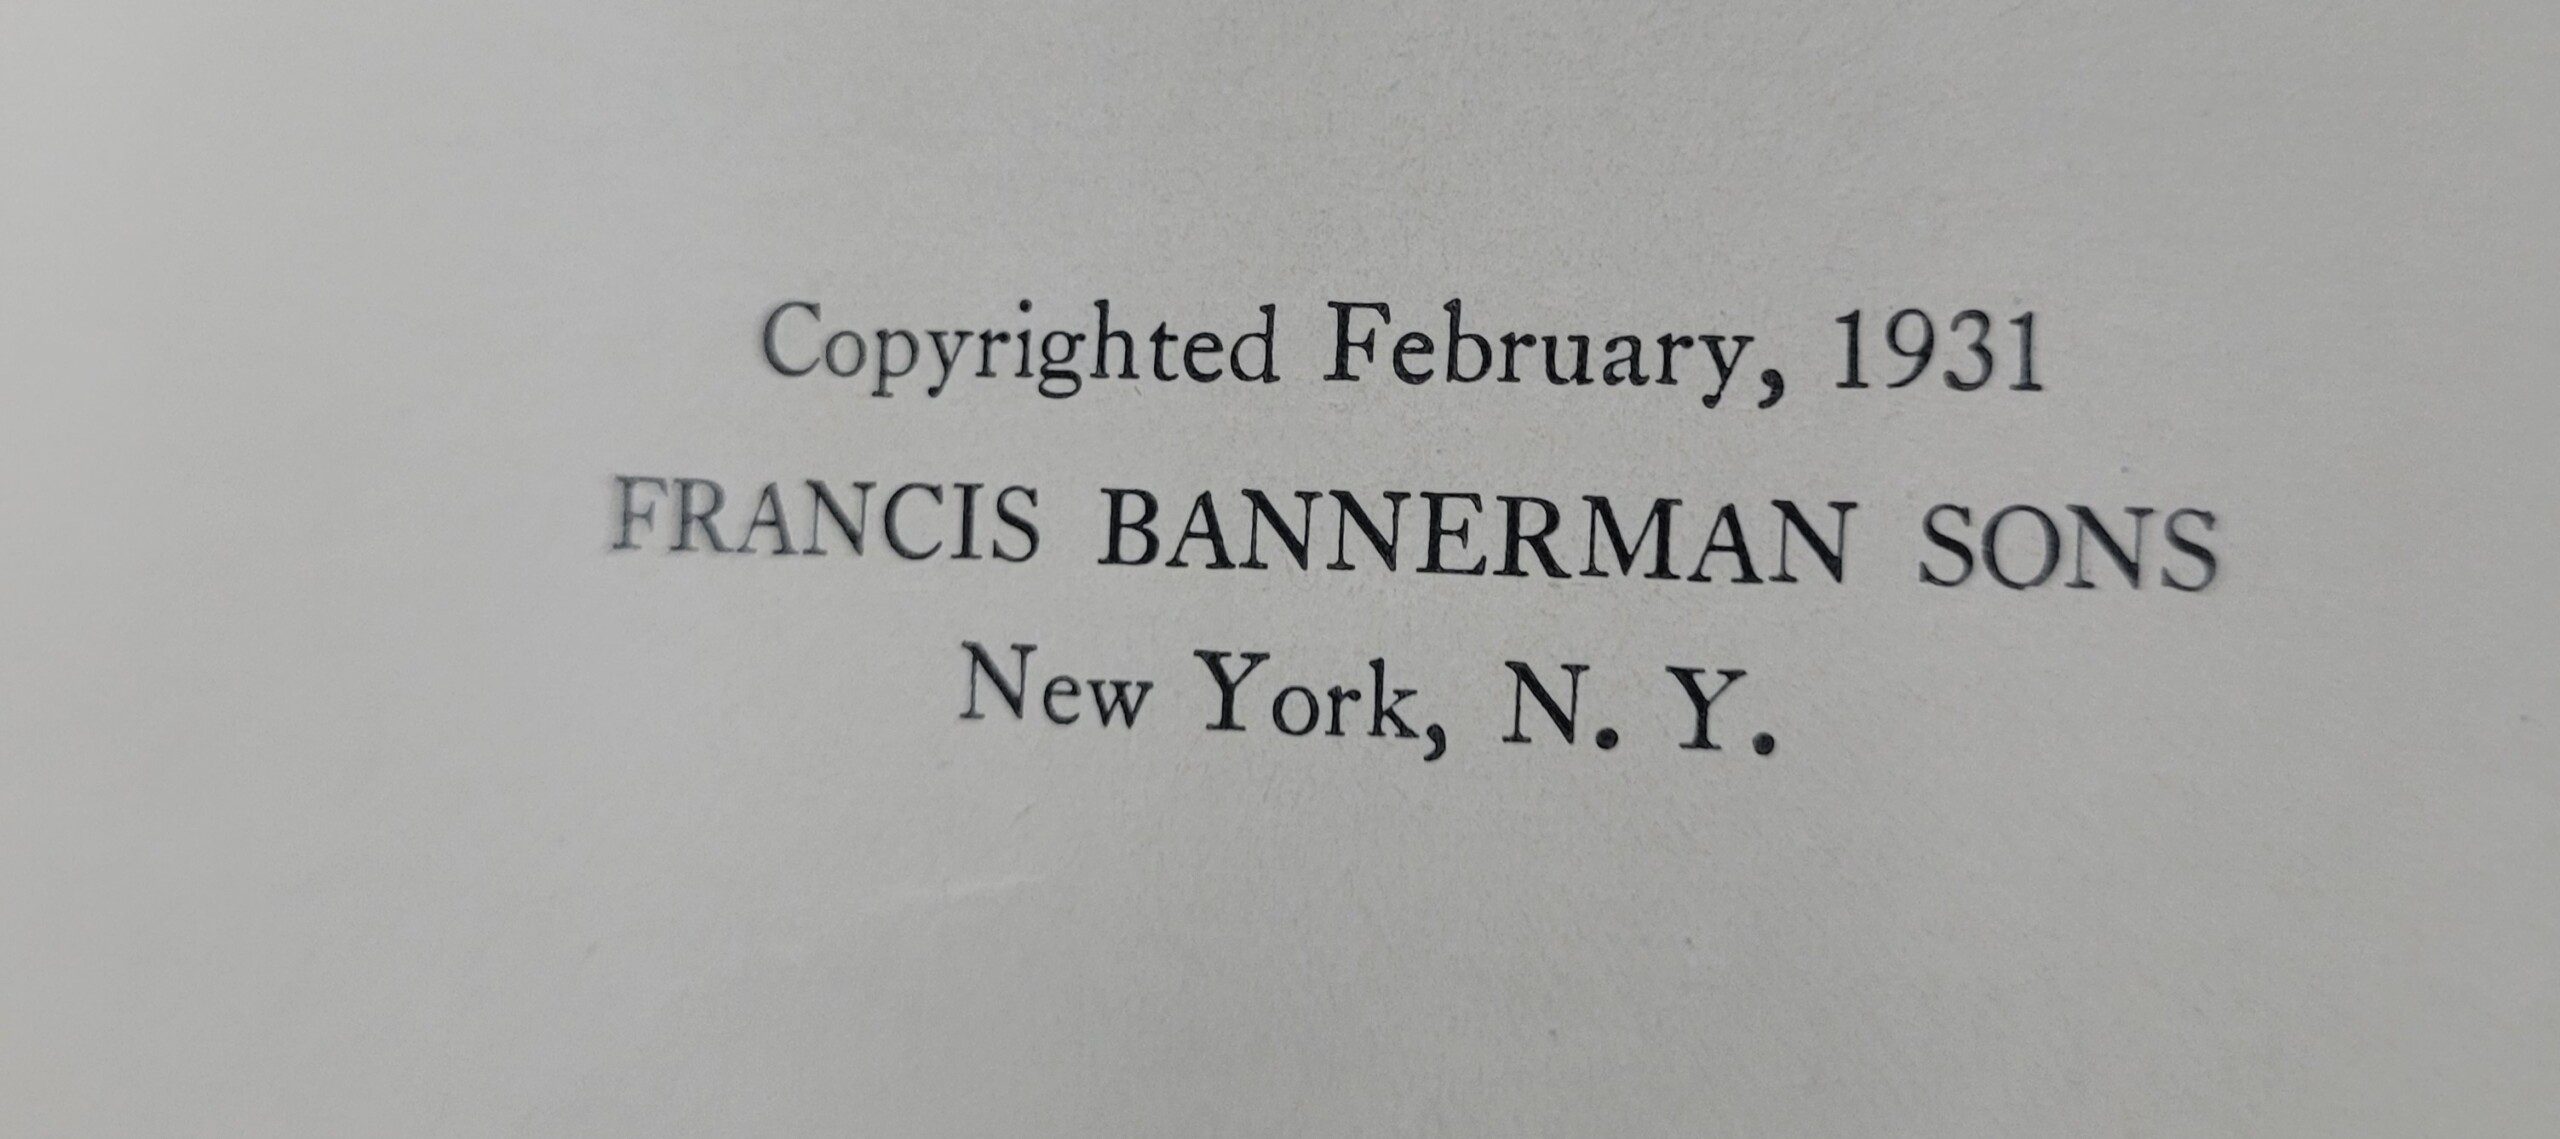 Copyrighted February, 1931
FRANCIS BANNERMAN SONS
New York, N. Y.